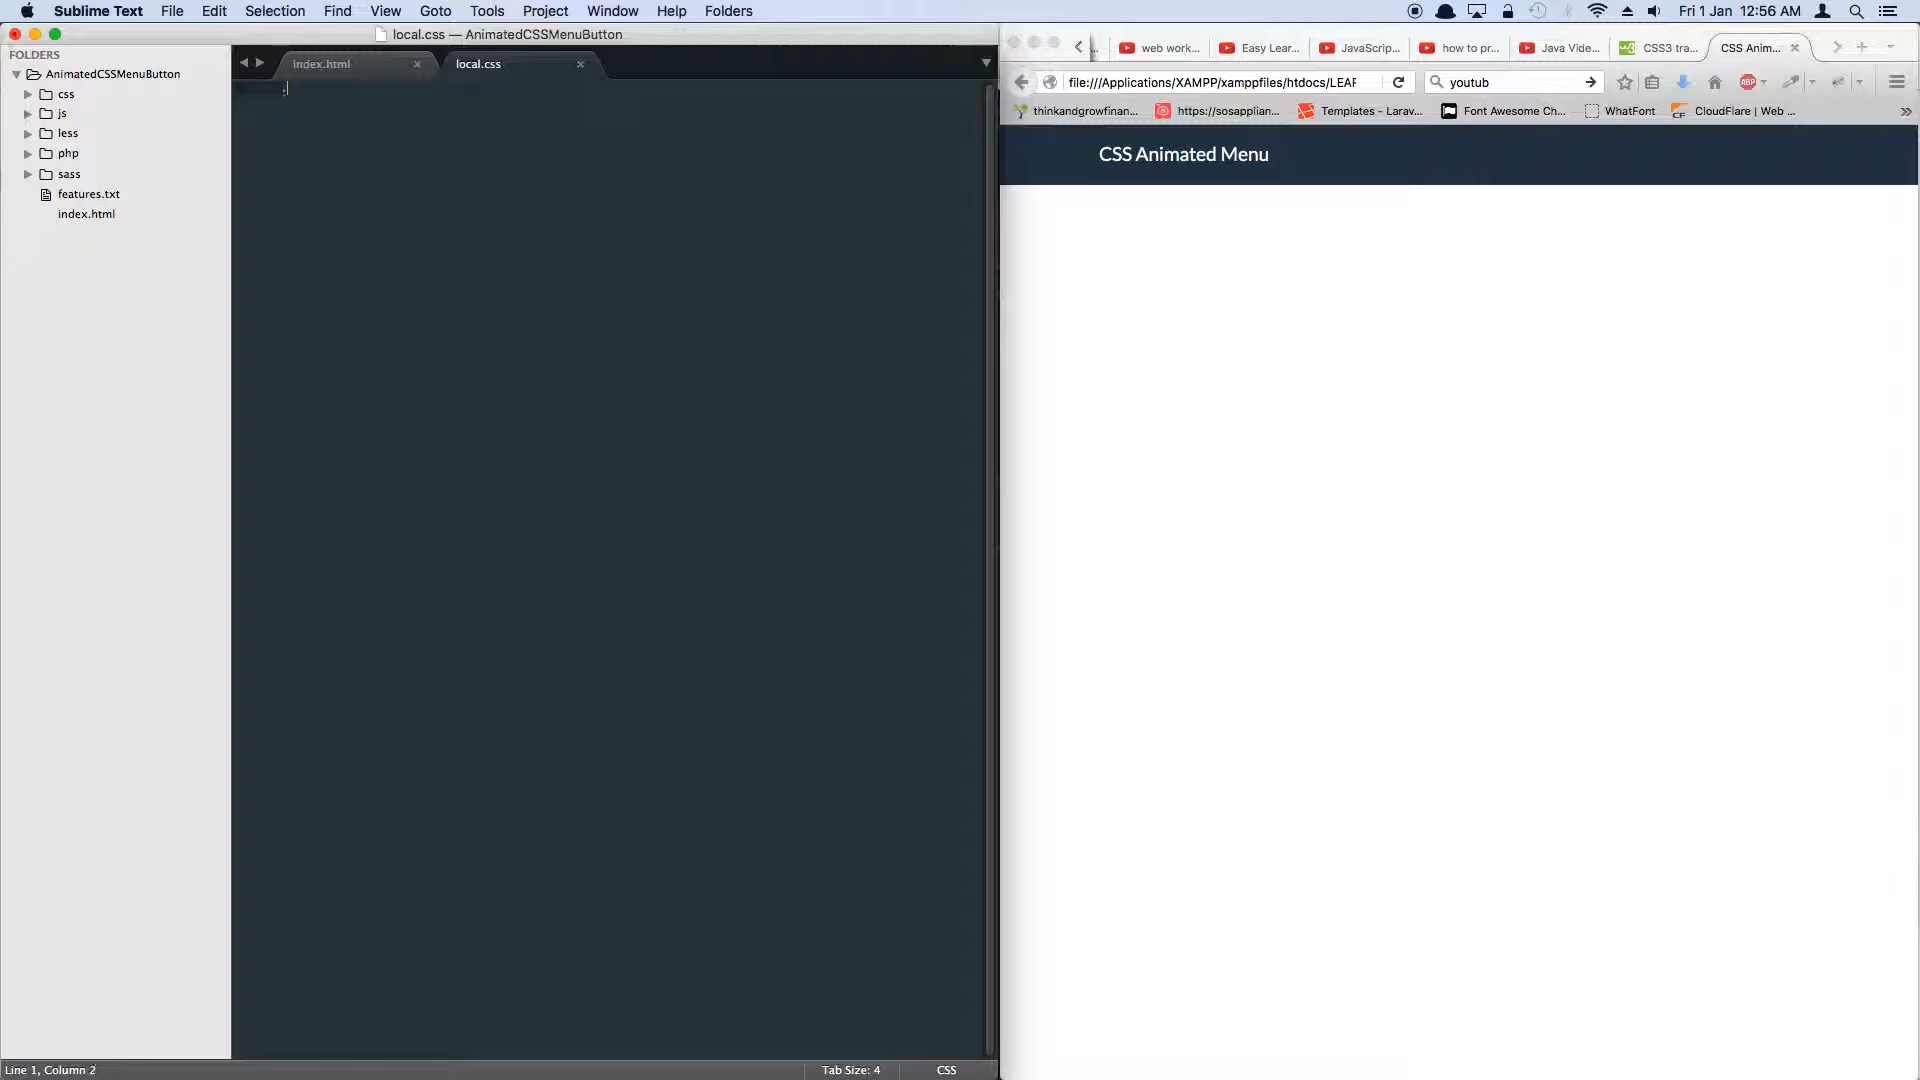 Sublime Text File Edit Selection Find View Goto Tools Project Window Help Folders Fri 1 Jan 12:56 AM
local.css — AnimatedCSSMenuButton
FOLDERS
AnimatedCSSMenuButton
css
js
less
php
sass
features.txt
index.html
index.html
local.css
.
Line 1, Column 2
Tab Size: 4
CSS
web work...
Easy Lear...
JavaScrip...
how to pr...
Java Vide...
CSS3 tra...
CSS Anim...
file:///Applications/XAMPP/xamppfiles/htdocs/LEAF
youtub
ABP
thinkandgrowfinan...
https://sosapplian...
Templates - Larav...
Font Awesome Ch...
WhatFont
CloudFlare | Web ...
CSS Animated Menu